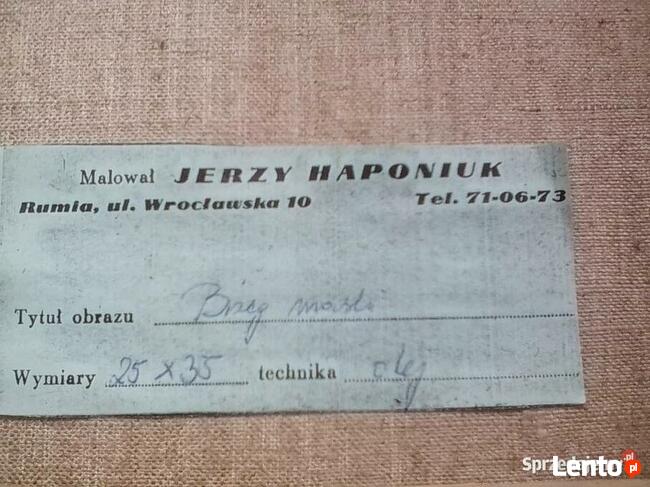 Malował JERZY HAPONIUK
Rumia, ul. Wrocławska 10 Tel. 71-06-73
Tytuł obrazu Brzeg morski
Wymiary 25 x 35 technika olej
Lento.pl